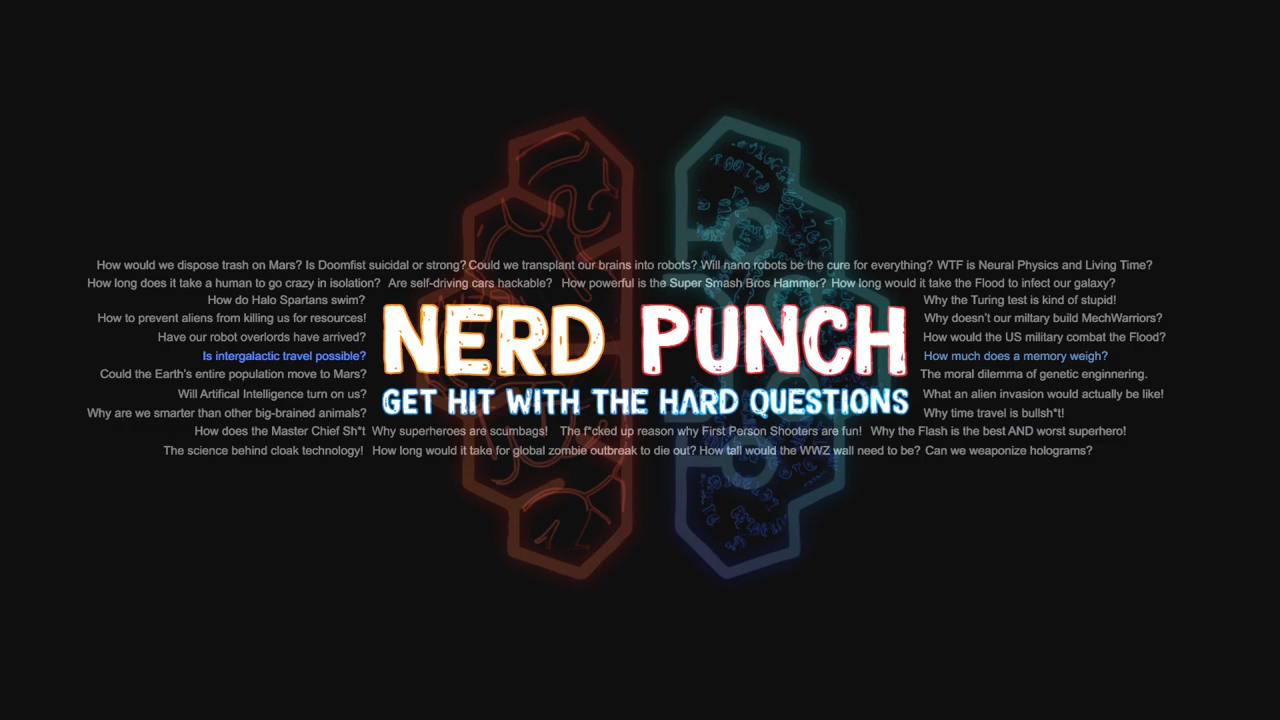 How would we dispose trash on Mars? Is Doomfist suicidal or strong? Could we transplant our brains into robots? Will nano robots be the cure for everything? WTF is Neural Physics and Living Time?
How long does it take a human to go crazy in isolation? Are self-driving cars hackable? How powerful is the Super Smash Bros Hammer? How long would it take the Flood to infect our galaxy?
How do Halo Spartans swim?
How to prevent aliens from killing us for resources!
Have our robot overlords have arrived?
Is intergalactic travel possible?
Could the Earth's entire population move to Mars?
Will Artifical Intelligence turn on us?
Why are we smarter than other big-brained animals?
NERD PUNCH
GET HIT WITH THE HARD QUESTIONS
Why the Turing test is kind of stupid!
Why doesn't our miltary build MechWarriors?
How would the US military combat the Flood?
How much does a memory weigh?
The moral dilemma of genetic enginnering.
What an alien invasion would actually be like!
Why time travel is bullsh*t!
How does the Master Chief Sh*t Why superheroes are scumbags! The f*cked up reason why First Person Shooters are fun! Why the Flash is the best AND worst superhero!
The science behind cloak technology! How long would it take for global zombie outbreak to die out? How tall would the WWZ wall need to be? Can we weaponize holograms?